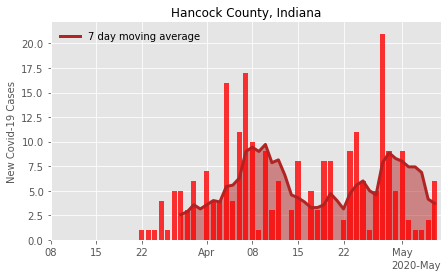 Hancock County, Indiana
7 day moving average
New Covid-19 Cases
20.0
17.5
15.0
12.5
10.0
7.5
5.0
2.5
0.0
08 15 22 Apr 08 15 22 May
2020-May